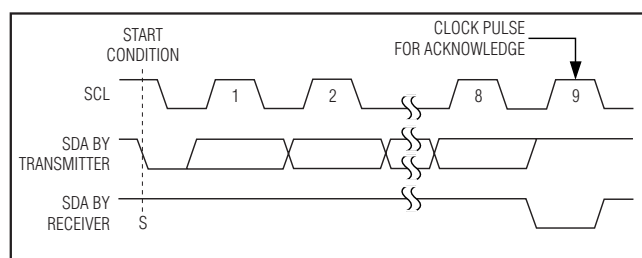 START
CONDITION
CLOCK PULSE
FOR ACKNOWLEDGE
SCL
1
2
8
9
SDA BY
TRANSMITTER
SDA BY
RECEIVER
S